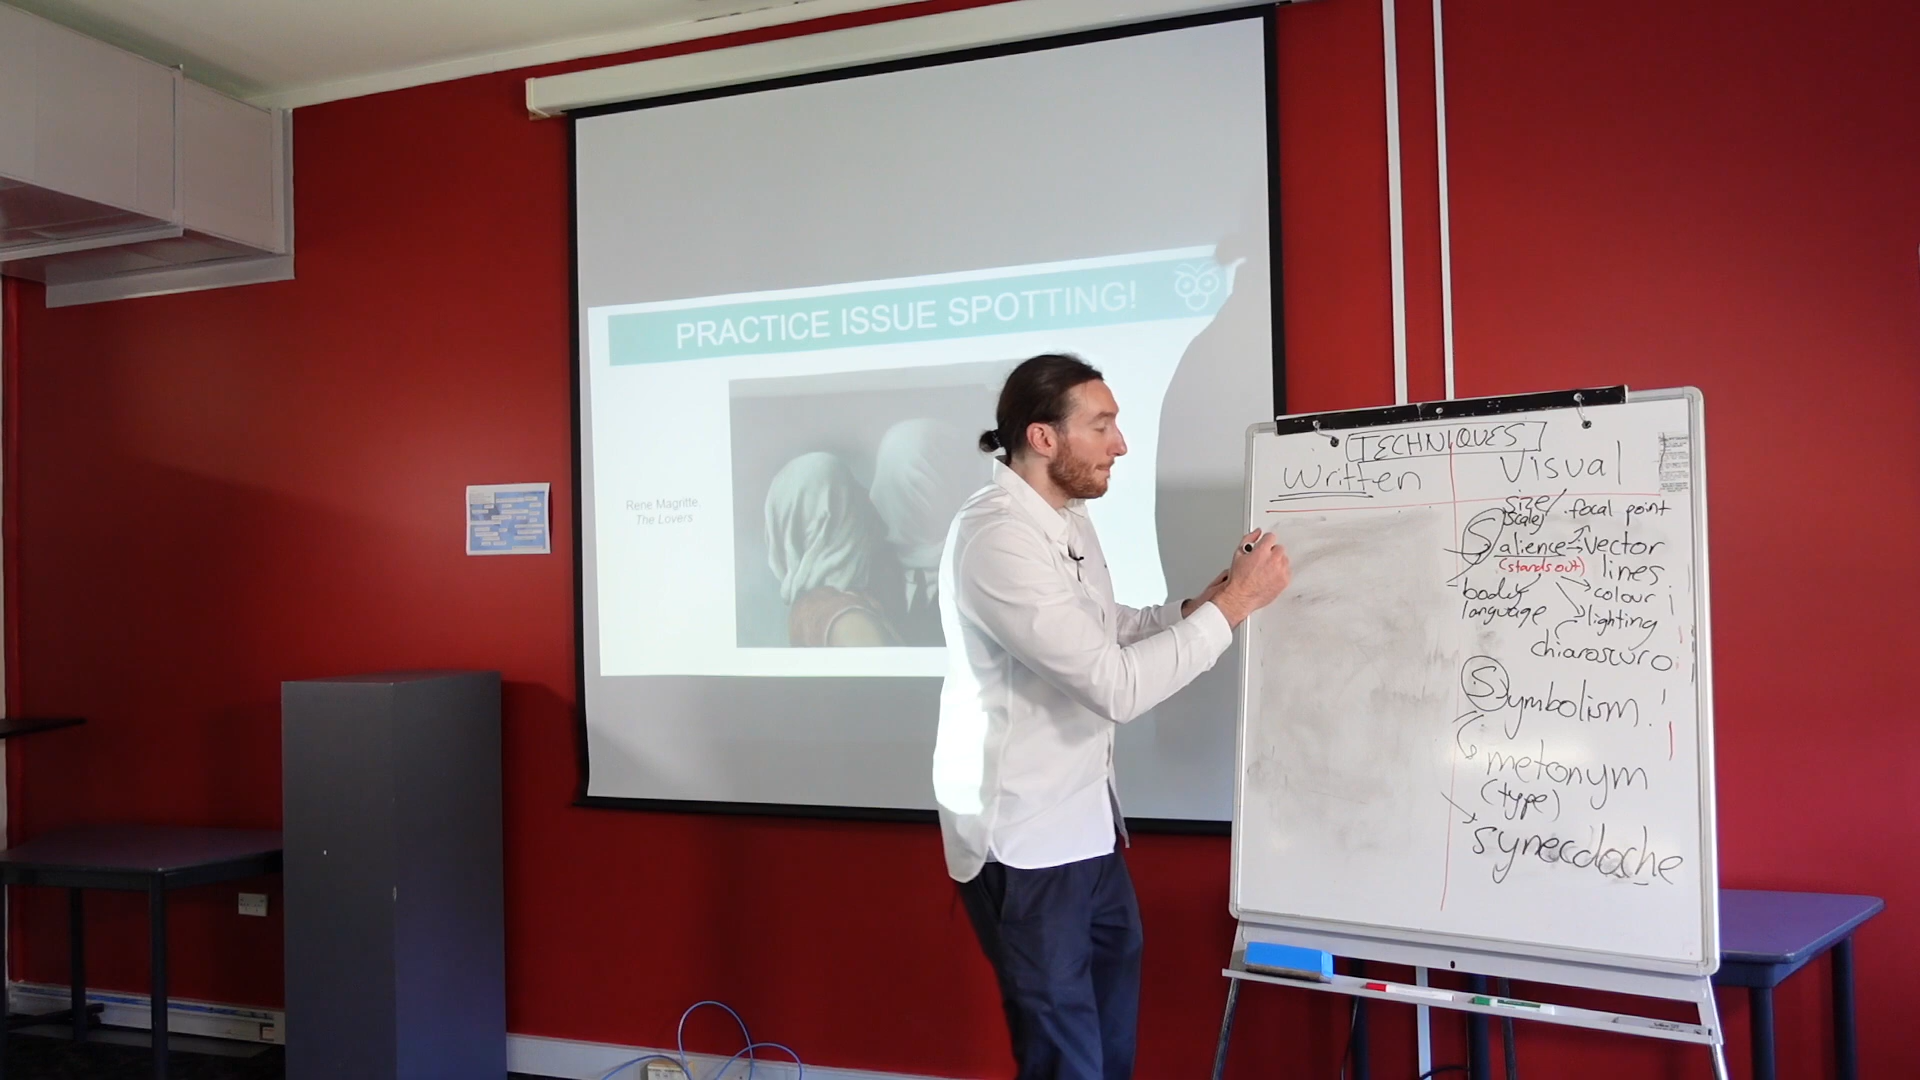 PRACTICE ISSUE SPOTTING!
Rene Magritte,
The Lovers
TECHNIQUES
Written
Visual
size/
scale
focal point
Salience
vector
lines
(stands out)
body
language
colour
lighting
chiaroscuro
Symbolism
metonym
(type)
synecdoche